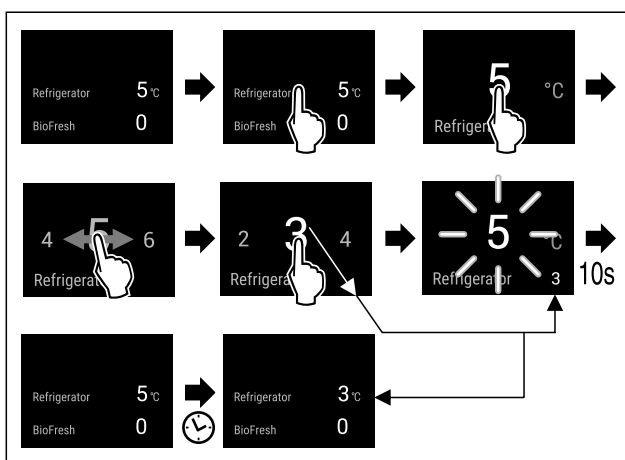 Refrigerator 5 °C
BioFresh 0
Refrigerator 5 °C
BioFresh 0
5 °C
Refriger
4 5 6
Refrigerat
2 3 4
Refrigera
5 °C
Refrigerator 3
10s
Refrigerator 5 °C
BioFresh 0
Refrigerator 3 °C
BioFresh 0